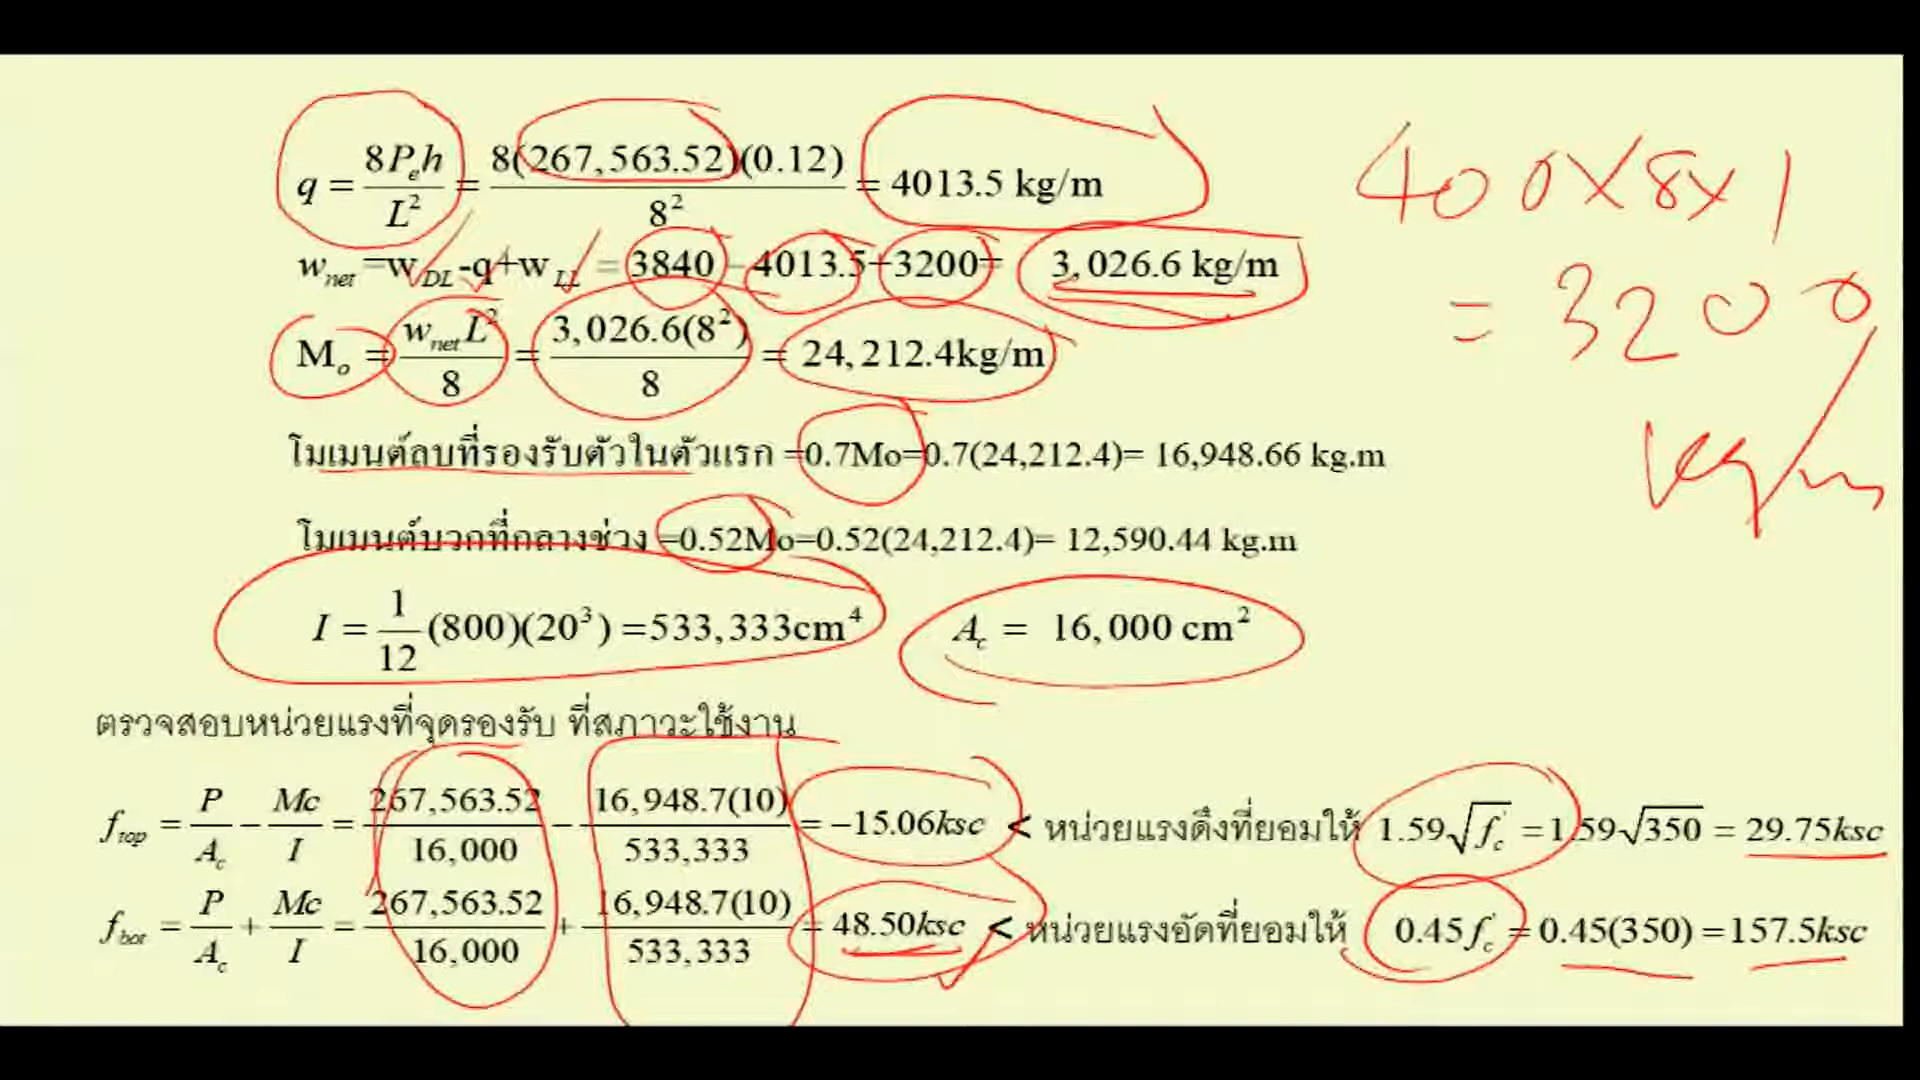 q = 8P_e h / L² = 8(267,563.52)(0.12) / 8² = 4013.5 kg/m
400x8x1
w_net =w_DL-q+w_LL = 3840 - 4013.5+3200= 3,026.6 kg/m
= 3200 kg/m
M_o = w_net L² / 8 = 3,026.6(8²) / 8 = 24,212.4kg/m
โมเมนต์ลบที่รองรับตัวในตัวแรก =0.7Mo=0.7(24,212.4)= 16,948.66 kg.m
โมเมนต์บวกที่กลางช่วง =0.52Mo=0.52(24,212.4)= 12,590.44 kg.m
I = 1/12 (800)(20³) =533,333cm⁴ A_c = 16,000 cm²
ตรวจสอบหน่วยแรงที่จุดรองรับ ที่สภาวะใช้งาน
f_top = P/A_c - Mc/I = 267,563.52/16,000 - 16,948.7(10)/533,333 = -15.06ksc < หน่วยแรงดึงที่ยอมให้ 1.59√f_c' = 1.59√350 = 29.75ksc
f_bot = P/A_c + Mc/I = 267,563.52/16,000 + 16,948.7(10)/533,333 = 48.50ksc < หน่วยแรงอัดที่ยอมให้ 0.45f_c' = 0.45(350) = 157.5ksc